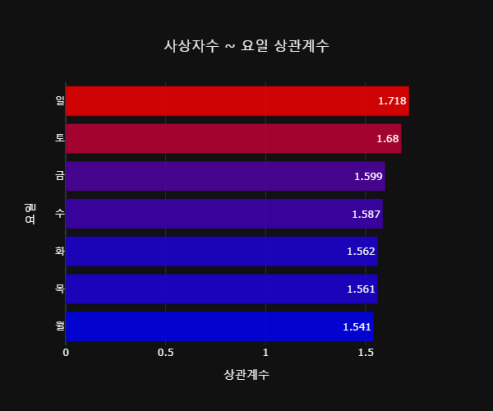 사상자수 ~ 요일 상관계수
일 1.718
토 1.68
금 1.599
수 1.587
화 1.562
목 1.561
월 1.541
요일
0 0.5 1 1.5
상관계수